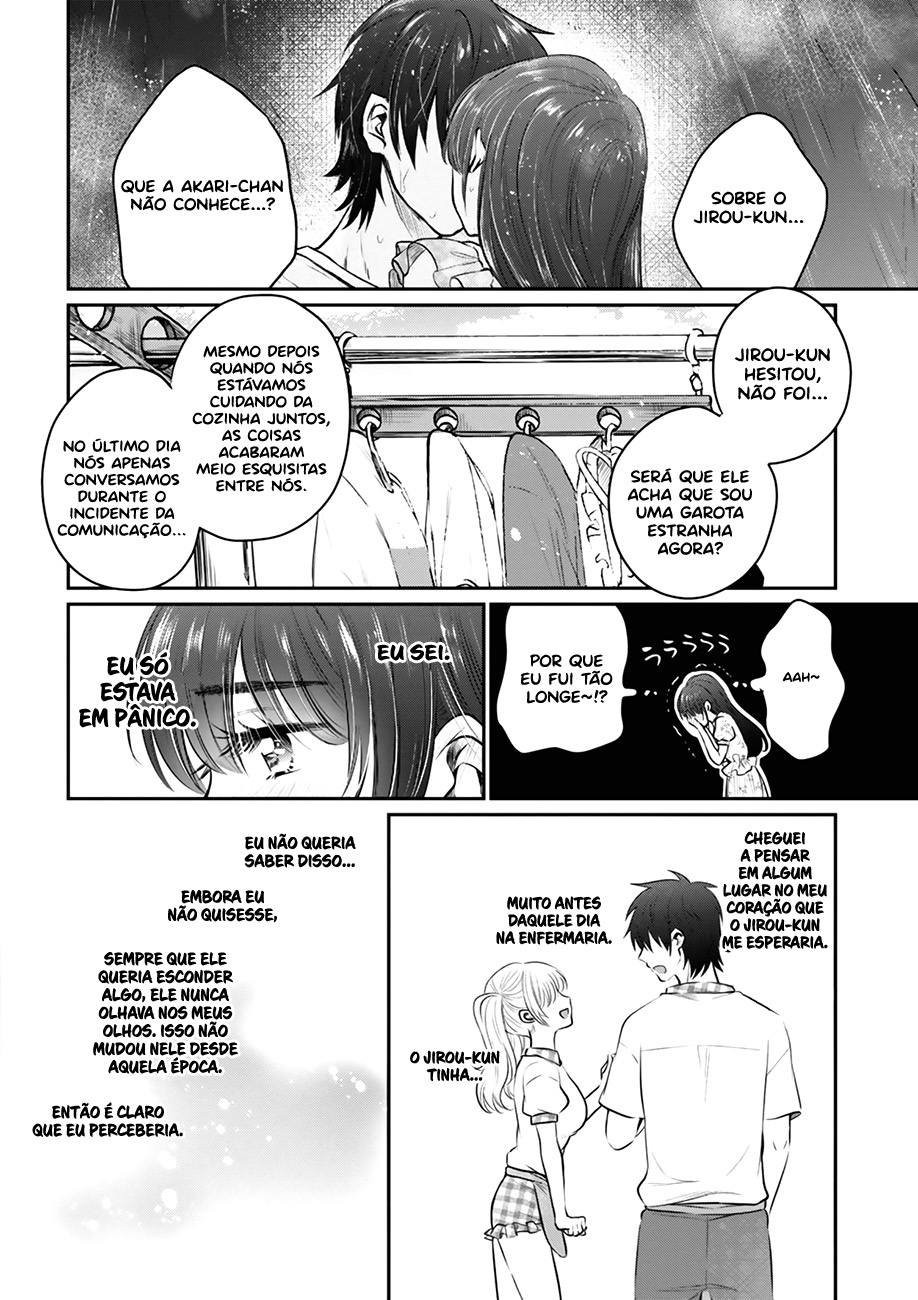 SOBRE O
JIROU-KUN...
QUE A AKARI-CHAN
NÃO CONHECE...?
JIROU-KUN
HESITOU,
NÃO FOI...
SERÁ QUE ELE
ACHA QUE SOU
UMA GAROTA
ESTRANHA
AGORA?
MESMO DEPOIS
QUANDO NÓS
ESTÁVAMOS
CUIDANDO DA
COZINHA JUNTOS,
AS COISAS
ACABARAM
MEIO ESQUISITAS
ENTRE NÓS.
NO ÚLTIMO DIA
NÓS APENAS
CONVERSAMOS
DURANTE O
INCIDENTE DA
COMUNICAÇÃO...
AAH~
うううううう
POR QUE
EU FUI TÃO
LONGE~!?
EU SEI.
EU SÓ
ESTAVA
EM PÂNICO.
CHEGUEI
A PENSAR
EM ALGUM
LUGAR NO MEU
CORAÇÃO QUE
O JIROU-KUN
ME ESPERARIA.
MUITO ANTES
DAQUELE DIA
NA ENFERMARIA.
O JIROU-KUN
TINHA...
EU NÃO QUERIA
SABER DISSO...
EMBORA EU
NÃO QUISESSE,
SEMPRE QUE ELE
QUERIA ESCONDER
ALGO, ELE NUNCA
OLHAVA NOS MEUS
OLHOS. ISSO NÃO
MUDOU NELE DESDE
AQUELA ÉPOCA.
ENTÃO É CLARO
QUE EU PERCEBERIA.